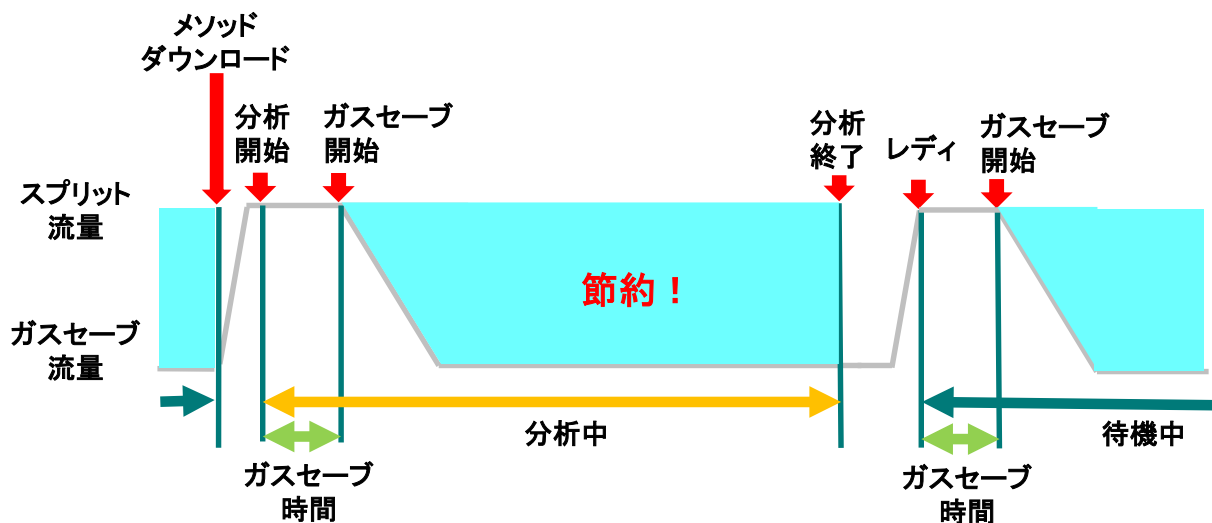 メソッド
ダウンロード
分析
開始
ガスセーブ
開始
分析
終了
レディ
ガスセーブ
開始
スプリット
流量
節約！
ガスセーブ
流量
分析中
待機中
ガスセーブ
時間
ガスセーブ
時間